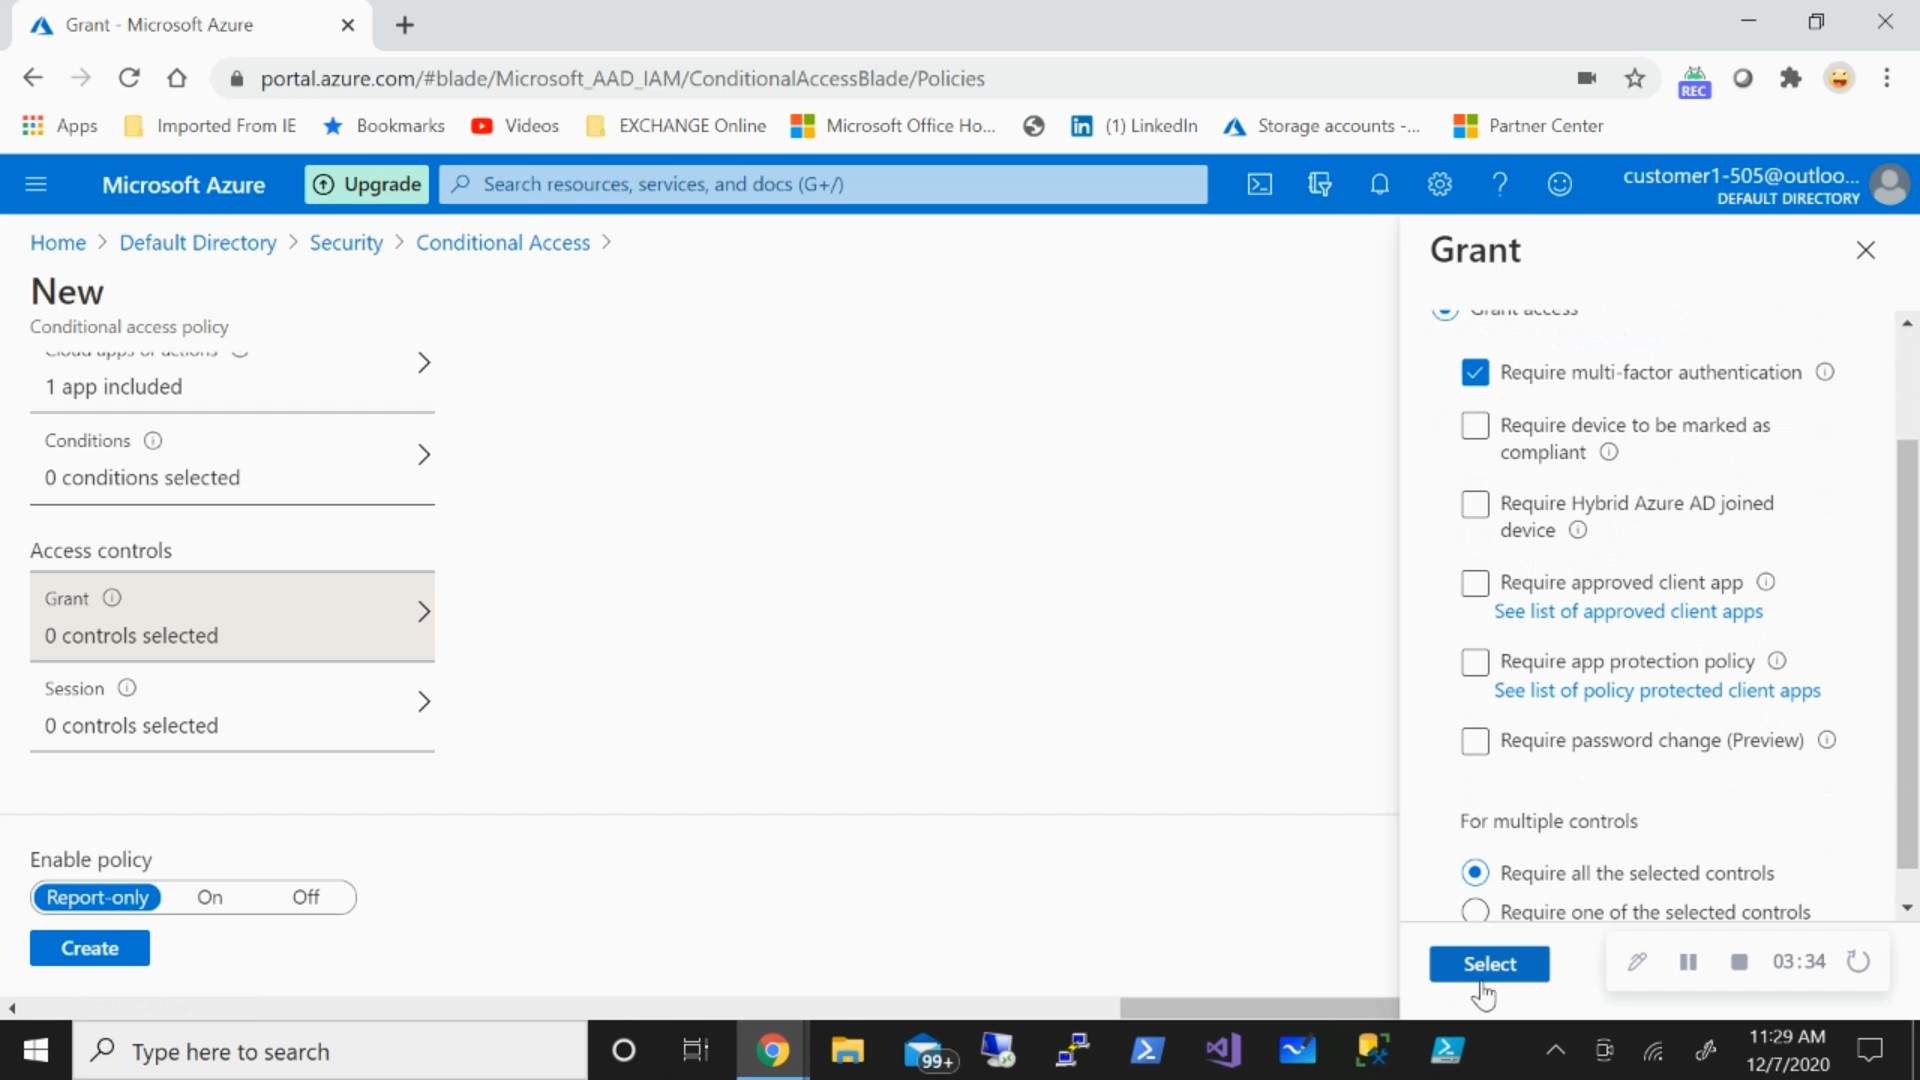 Grant - Microsoft Azure
portal.azure.com/#blade/Microsoft_AAD_IAM/ConditionalAccessBlade/Policies
REC
Apps
Imported From IE
Bookmarks
Videos
EXCHANGE Online
Microsoft Office Ho...
(1) LinkedIn
Storage accounts -...
Partner Center
Microsoft Azure
Upgrade
Search resources, services, and docs (G+/)
customer1-505@outloo...
DEFAULT DIRECTORY
Home > Default Directory > Security > Conditional Access >
New
Conditional access policy
Cloud apps or actions
1 app included
Conditions
0 conditions selected
Access controls
Grant
0 controls selected
Session
0 controls selected
Enable policy
Report-only On Off
Create
Grant
Grant access
Require multi-factor authentication
Require device to be marked as
compliant
Require Hybrid Azure AD joined
device
Require approved client app
See list of approved client apps
Require app protection policy
See list of policy protected client apps
Require password change (Preview)
For multiple controls
Require all the selected controls
Require one of the selected controls
Select
03:34
Type here to search
99+
11:29 AM
12/7/2020